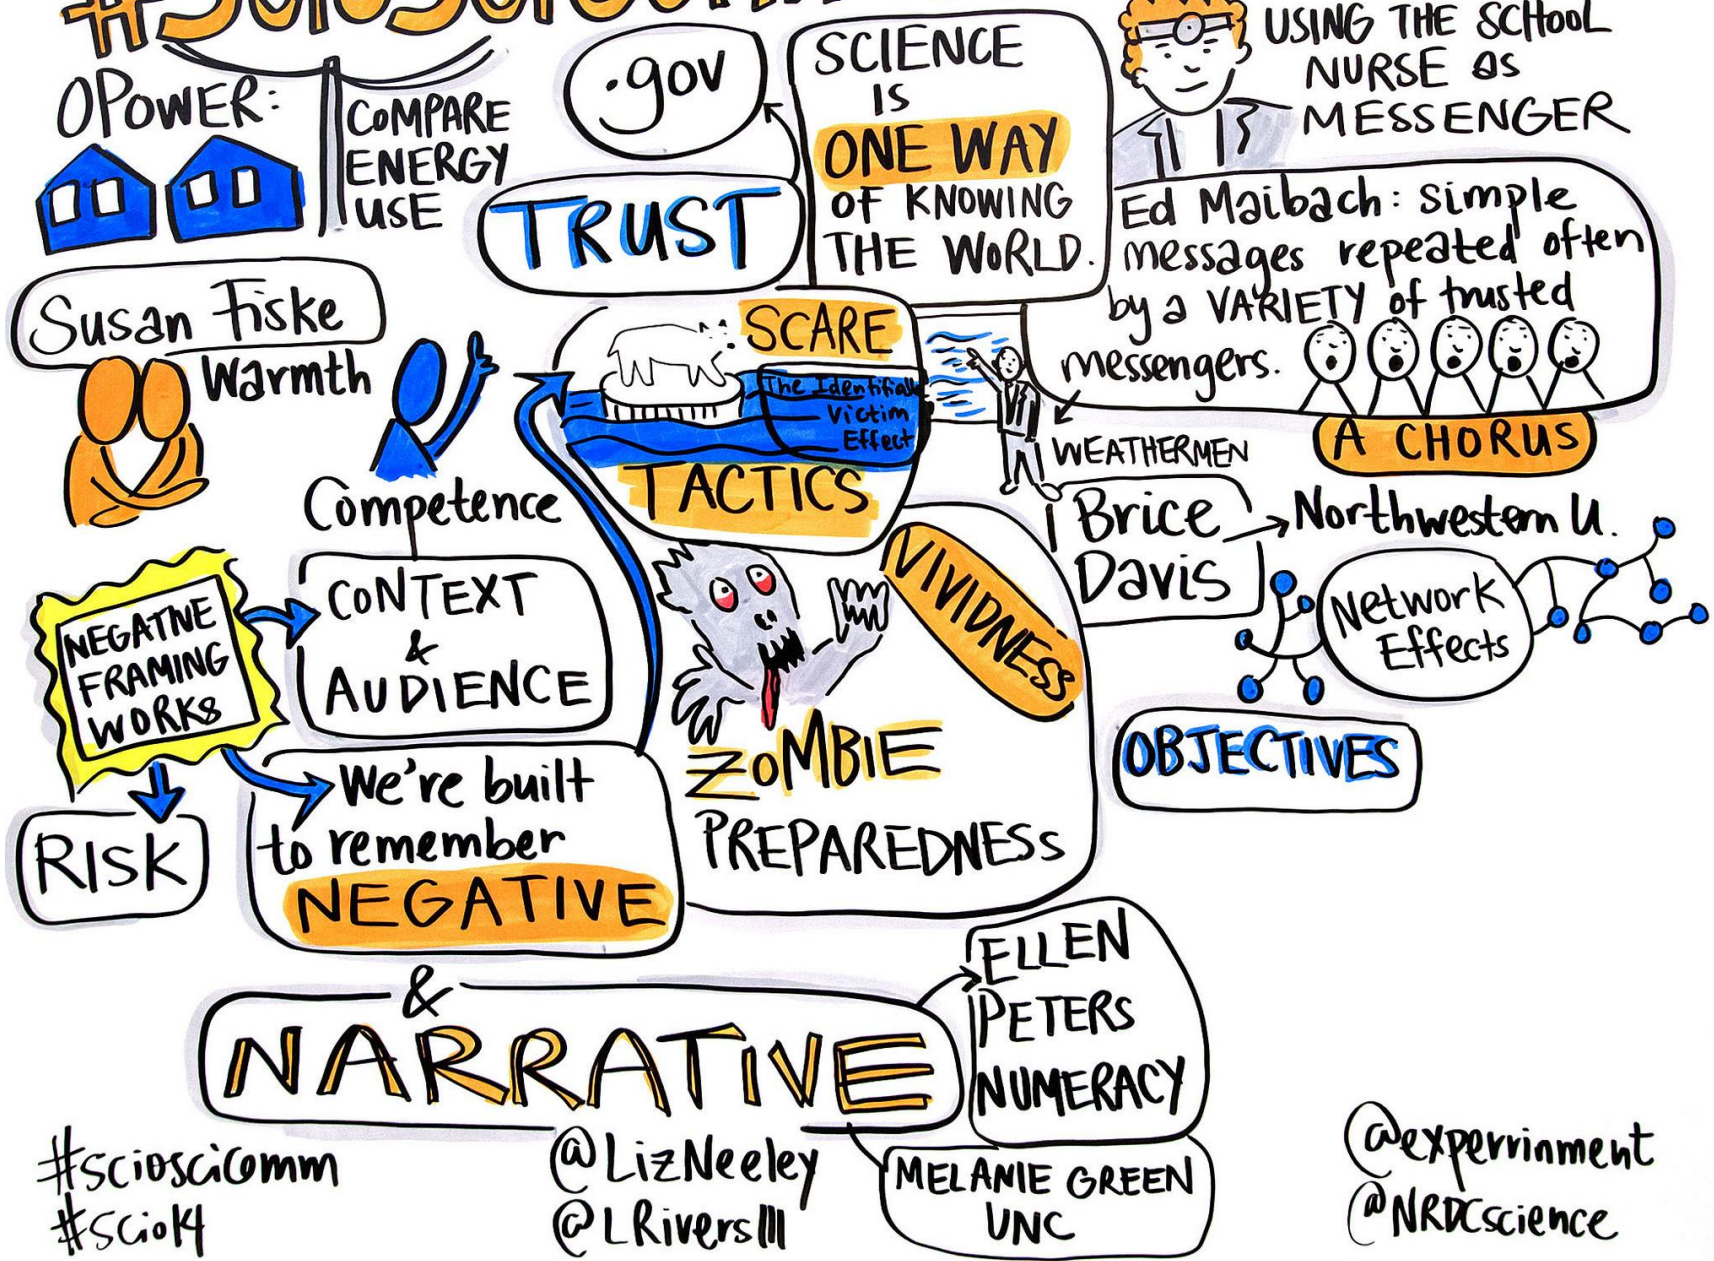 OPOWER:
COMPARE
ENERGY
USE
.gov
TRUST
SCIENCE
IS
ONE WAY
OF KNOWING
THE WORLD.
USING THE SCHOOL
NURSE as
MESSENGER
Ed Maibach: simple
messages repeated often
by a VARIETY of trusted
messengers.
A CHORUS
WEATHERMEN
Susan Fiske
Warmth
Competence
SCARE
The Identifiable
Victim
Effect
TACTICS
Brice
Davis
Northwestern U.
Network
Effects
OBJECTIVES
VIVIDNESS
ZOMBIE
PREPAREDNESS
NEGATIVE
FRAMING
WORKS
CONTEXT
&
AUDIENCE
RISK
We're built
to remember
NEGATIVE
&
NARRATIVE
ELLEN
PETERS
NUMERACY
MELANIE GREEN
UNC
#scioscicomm
#scio14
@LizNeeley
@LRiversIII
@experrinment
@NRDCscience